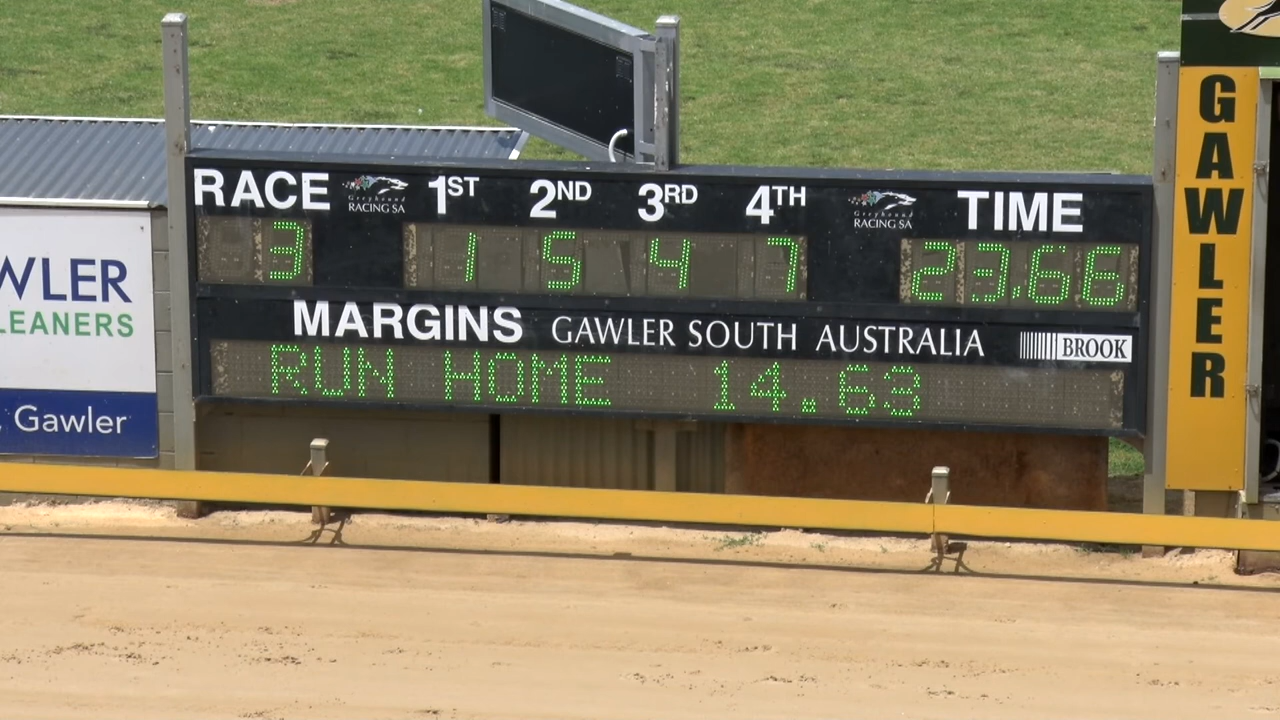 RACE
Greyhound
RACING SA
1ST 2ND 3RD 4TH
Greyhound
RACING SA
TIME
3 1 5 4 7 23.66
MARGINS GAWLER SOUTH AUSTRALIA BROOK
RUN HOME 14.63
WLER
LEANERS
Gawler
GAWLER